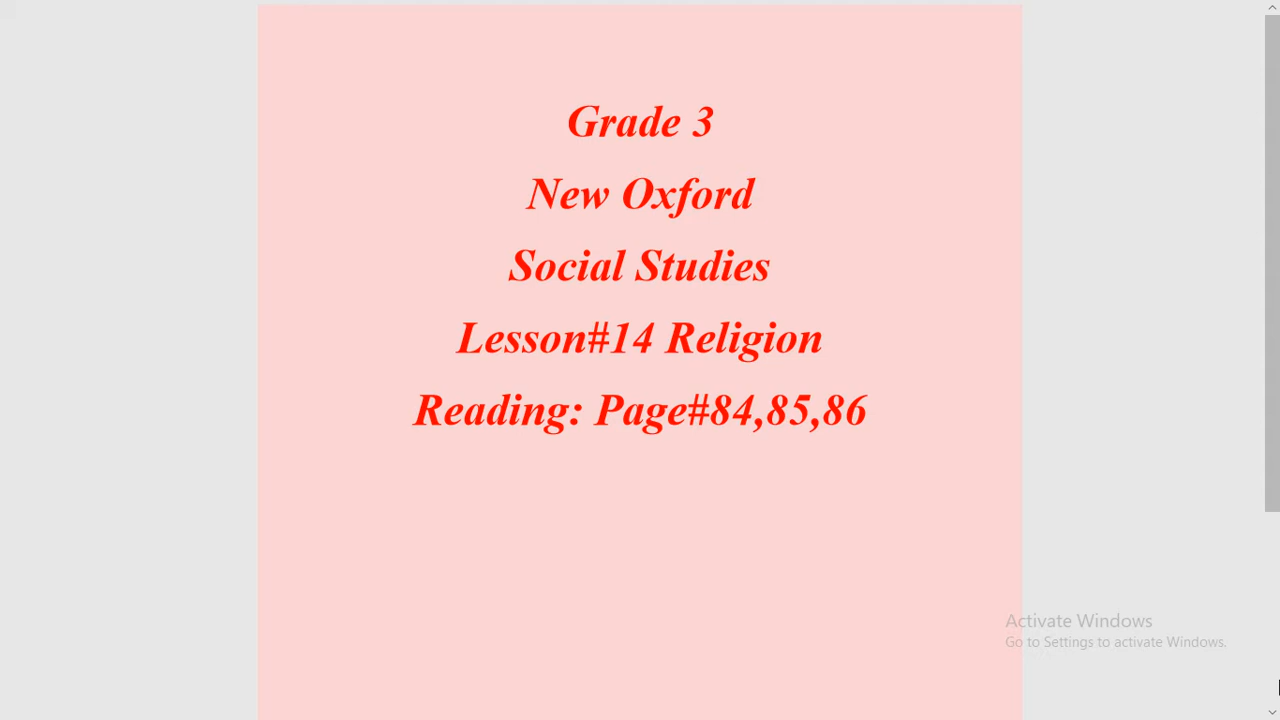 Grade 3
New Oxford
Social Studies
Lesson#14 Religion
Reading: Page#84,85,86
Activate Windows
Go to Settings to activate Windows.